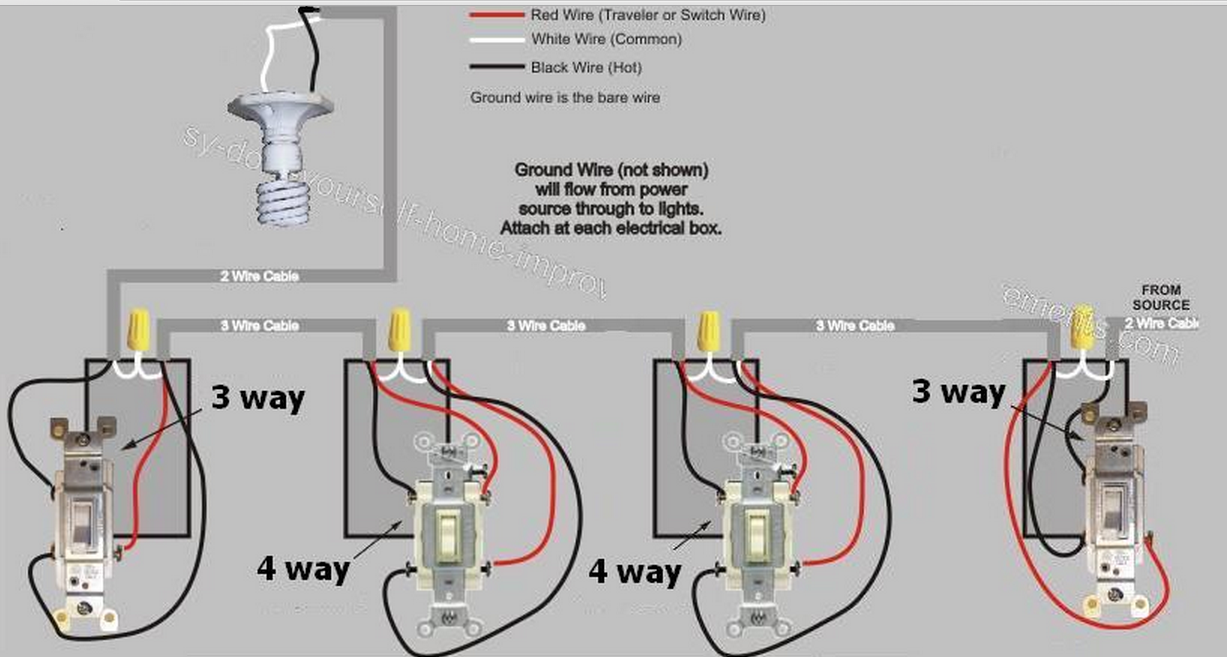 Red Wire (Traveler or Switch Wire)
White Wire (Common)
Black Wire (Hot)
Ground wire is the bare wire
Ground Wire (not shown)
will flow from power
source through to lights.
Attach at each electrical box.
sy-do yourself-home-improv
ements.com
2 Wire Cable
FROM
SOURCE
2 Wire Cable
3 Wire Cable
3 Wire Cable
3 Wire Cable
3 way
3 way
4 way
4 way